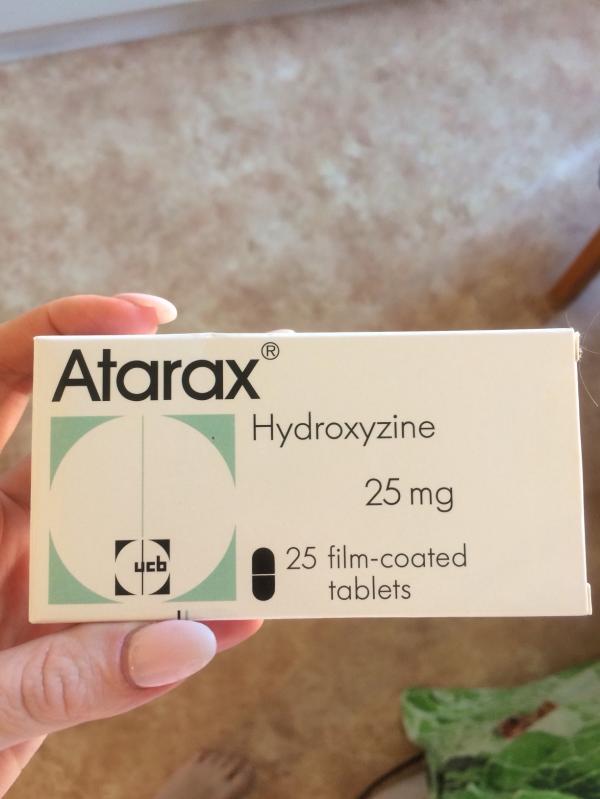 Atarax®
Hydroxyzine
25 mg
25 film-coated
tablets
ucb